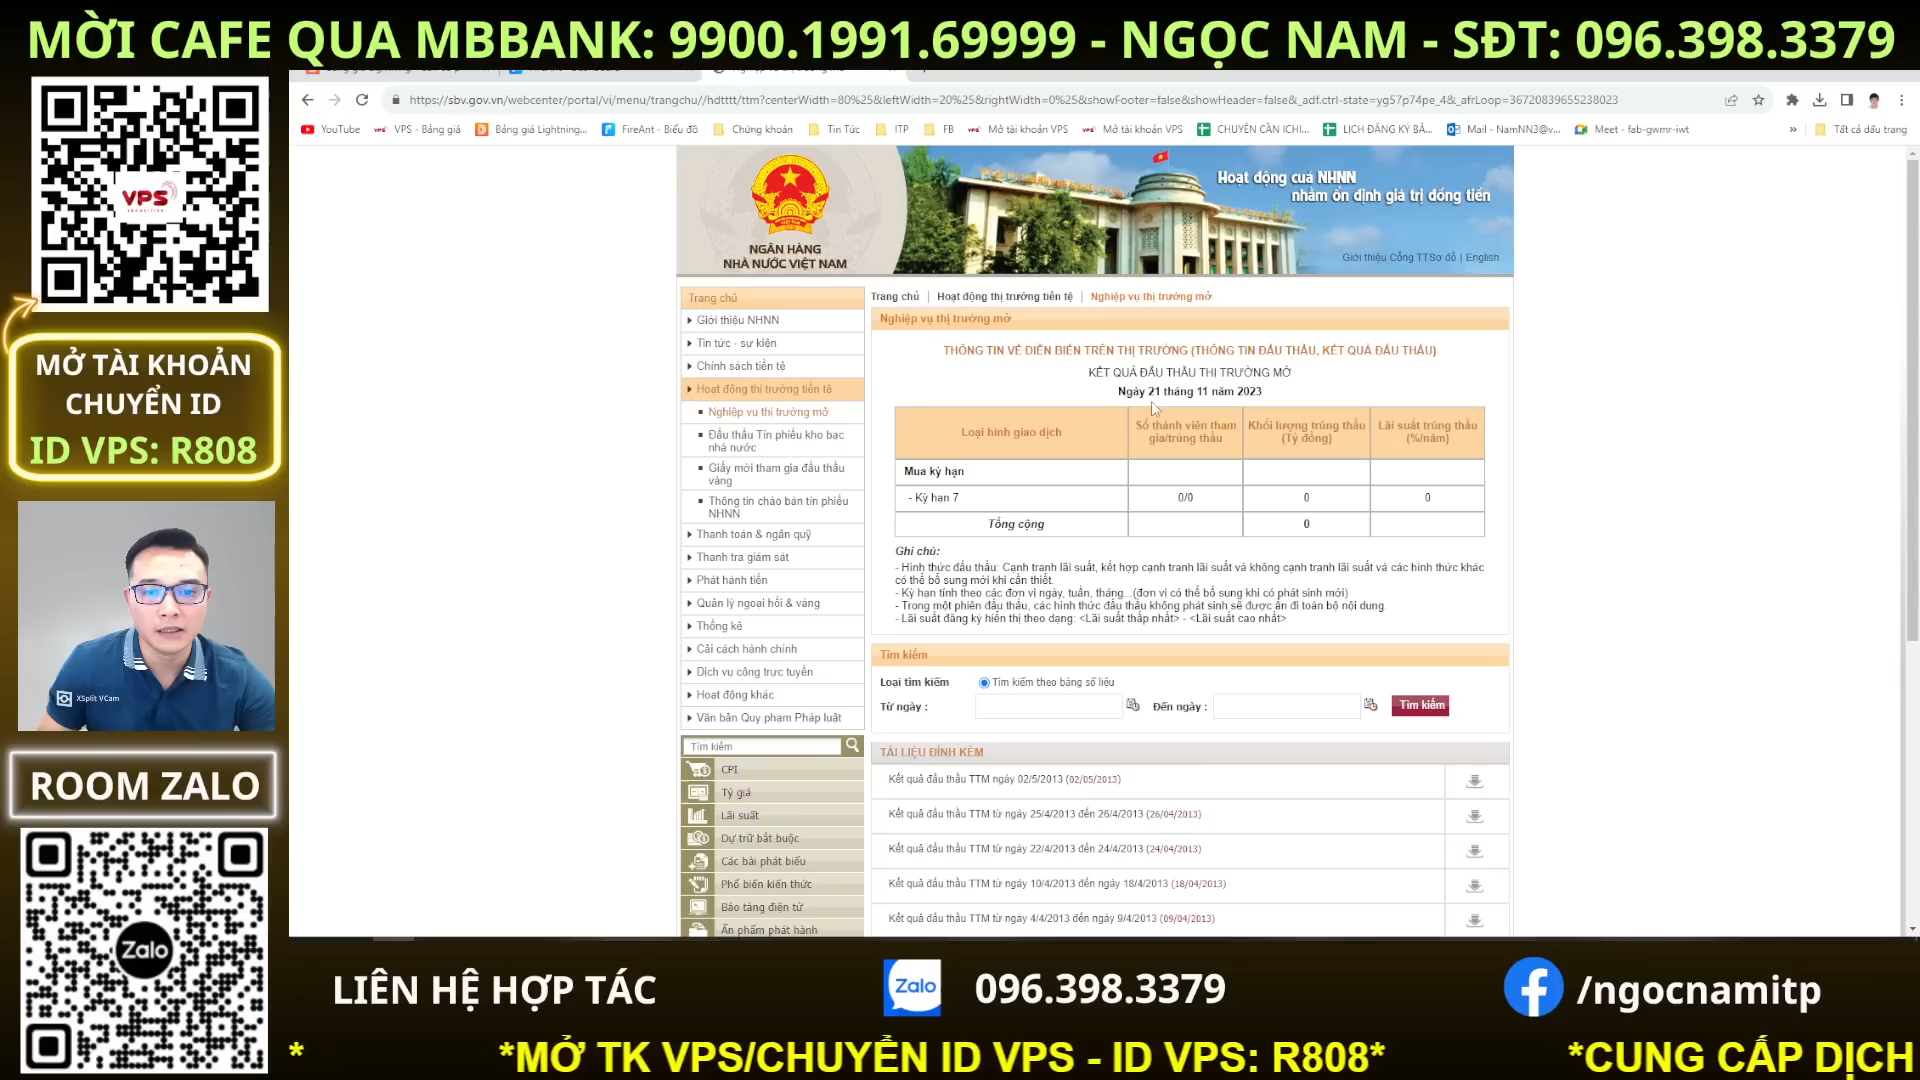 MỜI CAFE QUA MBBANK: 9900.1991.69999 - NGỌC NAM - SĐT: 096.398.3379
VPS
MỞ TÀI KHOẢN
CHUYỂN ID
ID VPS: R808
XSplit VCam
ROOM ZALO
Zalo
https://sbv.gov.vn/webcenter/portal/vi/menu/trangchu//hdtttt/ttm?centerWidth=80%25&leftWidth=20%25&rightWidth=0%25&showFooter=false&showHeader=false&_adf.ctrl-state=yg57p74pe_4&_afrLoop=36720839655238023
YouTube
VPS - Bảng giá
Bảng giá Lightning...
FireAnt - Biểu đồ
Chứng khoán
Tin Tức
ITP
FB
Mở tài khoản VPS
Mở tài khoản VPS
CHUYÊN CĂN ICHI...
LỊCH ĐĂNG KÝ BẢ...
Mail - NamNN3@v...
Meet - fab-gwmr-iwt
»
Tất cả dấu trang
NGÂN HÀNG
NHÀ NƯỚC VIỆT NAM
Hoạt động của NHNN
nhằm ổn định giá trị đồng tiền
Giới thiệu Cổng TTSơ đồ | English
Trang chủ
Giới thiệu NHNN
Tin tức - sự kiện
Chính sách tiền tệ
Hoạt động thị trường tiền tệ
Nghiệp vụ thị trường mở
Đấu thầu Tín phiếu kho bạc
nhà nước
Giấy mời tham gia đấu thầu
vàng
Thông tin chào bán tín phiếu
NHNN
Thanh toán & ngân quỹ
Thanh tra giám sát
Phát hành tiền
Quản lý ngoại hối & vàng
Thống kê
Cải cách hành chính
Dịch vụ công trực tuyến
Hoạt động khác
Văn bản Quy phạm Pháp luật
Tìm kiếm
CPI
Tỷ giá
Lãi suất
Dự trữ bắt buộc
Các bài phát biểu
Phổ biến kiến thức
Bảo tàng điện tử
Ấn phẩm phát hành
Trang chủ | Hoạt động thị trường tiền tệ | Nghiệp vụ thị trường mở
Nghiệp vụ thị trường mở
THÔNG TIN VỀ DIỄN BIẾN TRÊN THỊ TRƯỜNG (THÔNG TIN ĐẤU THẦU, KẾT QUẢ ĐẤU THẦU)
KẾT QUẢ ĐẤU THẦU THỊ TRƯỜNG MỞ
Ngày 21 tháng 11 năm 2023
Loại hình giao dịch
Số thành viên tham
gia/trúng thầu
Khối lượng trúng thầu
(Tỷ đồng)
Lãi suất trúng thầu
(%/năm)
Mua kỳ hạn
- Kỳ hạn 7 0/0 0 0
Tổng cộng 0
Ghi chú:
- Hình thức đấu thầu: Cạnh tranh lãi suất, kết hợp cạnh tranh lãi suất và không cạnh tranh lãi suất và các hình thức khác
có thể bổ sung mới khi cần thiết.
- Kỳ hạn tính theo các đơn vị ngày, tuần, tháng...(đơn vị có thể bổ sung khi có phát sinh mới)
- Trong một phiên đấu thầu, các hình thức đấu thầu không phát sinh sẽ được ẩn đi toàn bộ nội dung.
- Lãi suất đăng ký hiển thị theo dạng: <Lãi suất thấp nhất> - <Lãi suất cao nhất>
Tìm kiếm
Loại tìm kiếm Tìm kiếm theo bảng số liệu
Từ ngày : Đến ngày : Tìm kiếm
TÀI LIỆU ĐÍNH KÈM
Kết quả đấu thầu TTM ngày 02/5/2013 (02/05/2013)
Kết quả đấu thầu TTM từ ngày 25/4/2013 đến 26/4/2013 (26/04/2013)
Kết quả đấu thầu TTM từ ngày 22/4/2013 đến 24/4/2013 (24/04/2013)
Kết quả đấu thầu TTM từ ngày 10/4/2013 đến ngày 18/4/2013 (18/04/2013)
Kết quả đấu thầu TTM từ ngày 4/4/2013 đến ngày 9/4/2013 (09/04/2013)
LIÊN HỆ HỢP TÁC
Zalo
096.398.3379
/ngocnamitp
* *MỞ TK VPS/CHUYỂN ID VPS - ID VPS: R808* *CUNG CẤP DỊCH